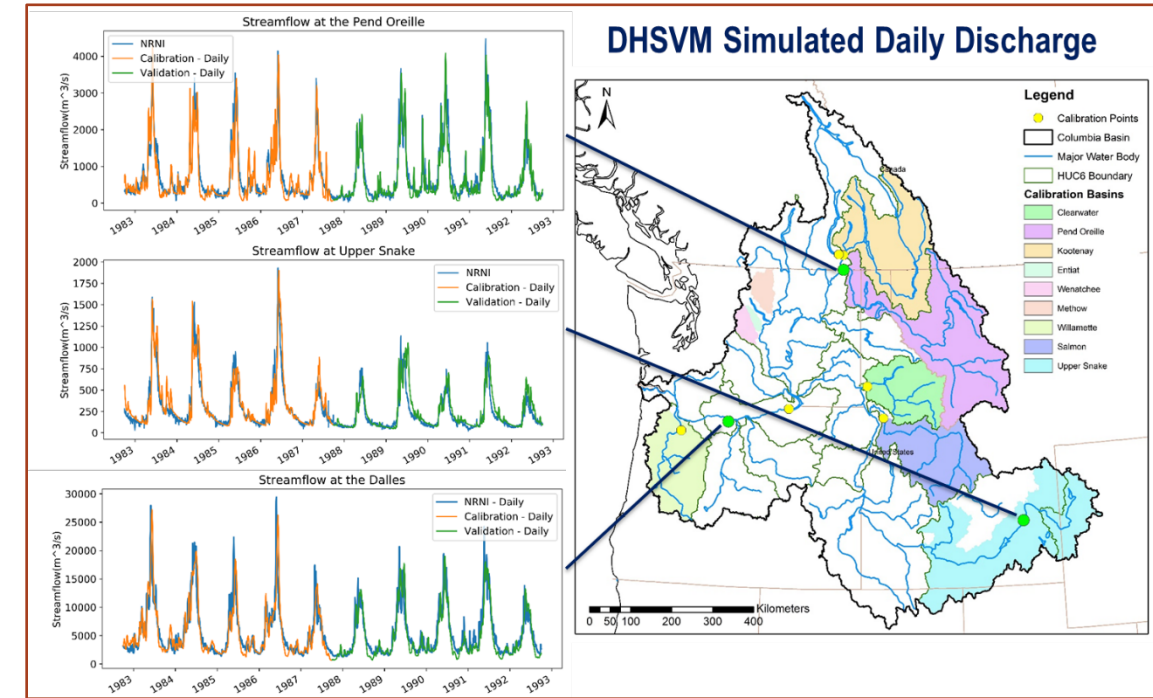 DHSVM Simulated Daily Discharge
Streamflow at the Pend Oreille
NRNI
Calibration - Daily
Validation - Daily
Streamflow(m^3/s)
4000
3000
2000
1000
0
1983 1984 1985 1986 1987 1988 1989 1990 1991 1992 1993
Streamflow at Upper Snake
NRNI
Calibration - Daily
Validation - Daily
Streamflow(m^3/s)
2000
1750
1500
1250
1000
750
500
250
0
1983 1984 1985 1986 1987 1988 1989 1990 1991 1992 1993
Streamflow at the Dalles
NRNI - Daily
Calibration - Daily
Validation - Daily
Streamflow(m^3/s)
30000
25000
20000
15000
10000
5000
0
1983 1984 1985 1986 1987 1988 1989 1990 1991 1992 1993
N
Canada
United States
Legend
Calibration Points
Columbia Basin
Major Water Body
HUC6 Boundary
Calibration Basins
Clearwater
Pend Oreille
Kootenay
Entiat
Wenatchee
Methow
Willamette
Salmon
Upper Snake
Kilometers
0 50 100 200 300 400